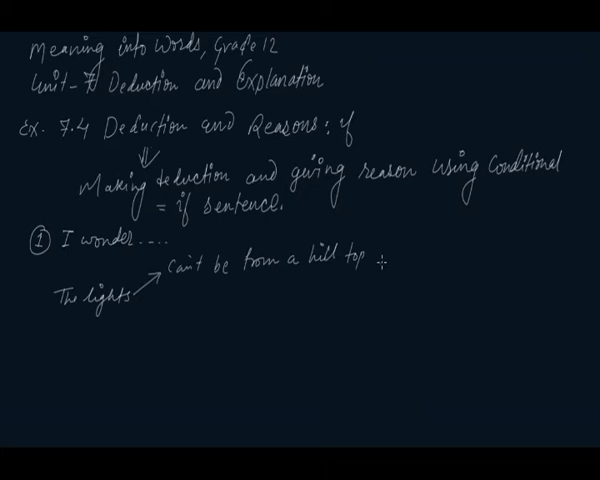 Meaning into Words, Grade 12
Unit-7 Deduction and Explanation
Ex. 7.4 Deduction and Reasons: if
⇓
Making deduction and giving reason using Conditional
= if sentence.
① I wonder....
Can't be from a hill top
The lights